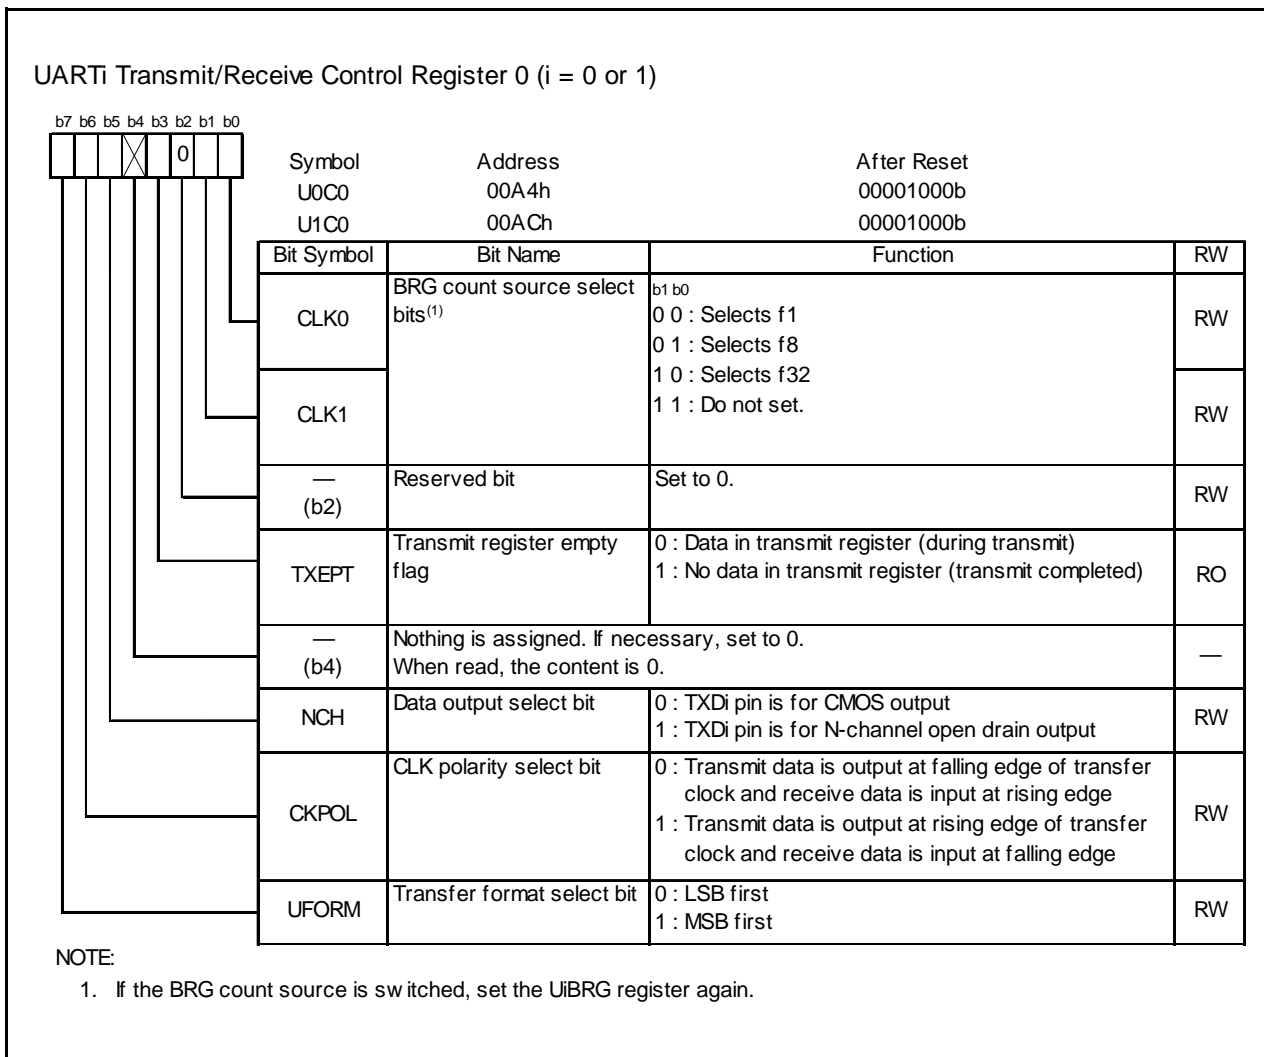 UARTi Transmit/Receive Control Register 0 (i = 0 or 1)
b7 b6 b5 b4 b3 b2 b1 b0
0
Symbol Address After Reset
U0C0 00A4h 00001000b
U1C0 00ACh 00001000b
Bit Symbol Bit Name Function RW
CLK0 BRG count source select bits(1) b1 b0
0 0 : Selects f1
0 1 : Selects f8
1 0 : Selects f32
1 1 : Do not set.
RW
CLK1 RW
— (b2) Reserved bit Set to 0. RW
TXEPT Transmit register empty flag 0 : Data in transmit register (during transmit)
1 : No data in transmit register (transmit completed)
RO
— (b4) Nothing is assigned. If necessary, set to 0.
When read, the content is 0.
—
NCH Data output select bit 0 : TXDi pin is for CMOS output
1 : TXDi pin is for N-channel open drain output
RW
CKPOL CLK polarity select bit 0 : Transmit data is output at falling edge of transfer
clock and receive data is input at rising edge
1 : Transmit data is output at rising edge of transfer
clock and receive data is input at falling edge
RW
UFORM Transfer format select bit 0 : LSB first
1 : MSB first
RW
NOTE:
1. If the BRG count source is switched, set the UiBRG register again.